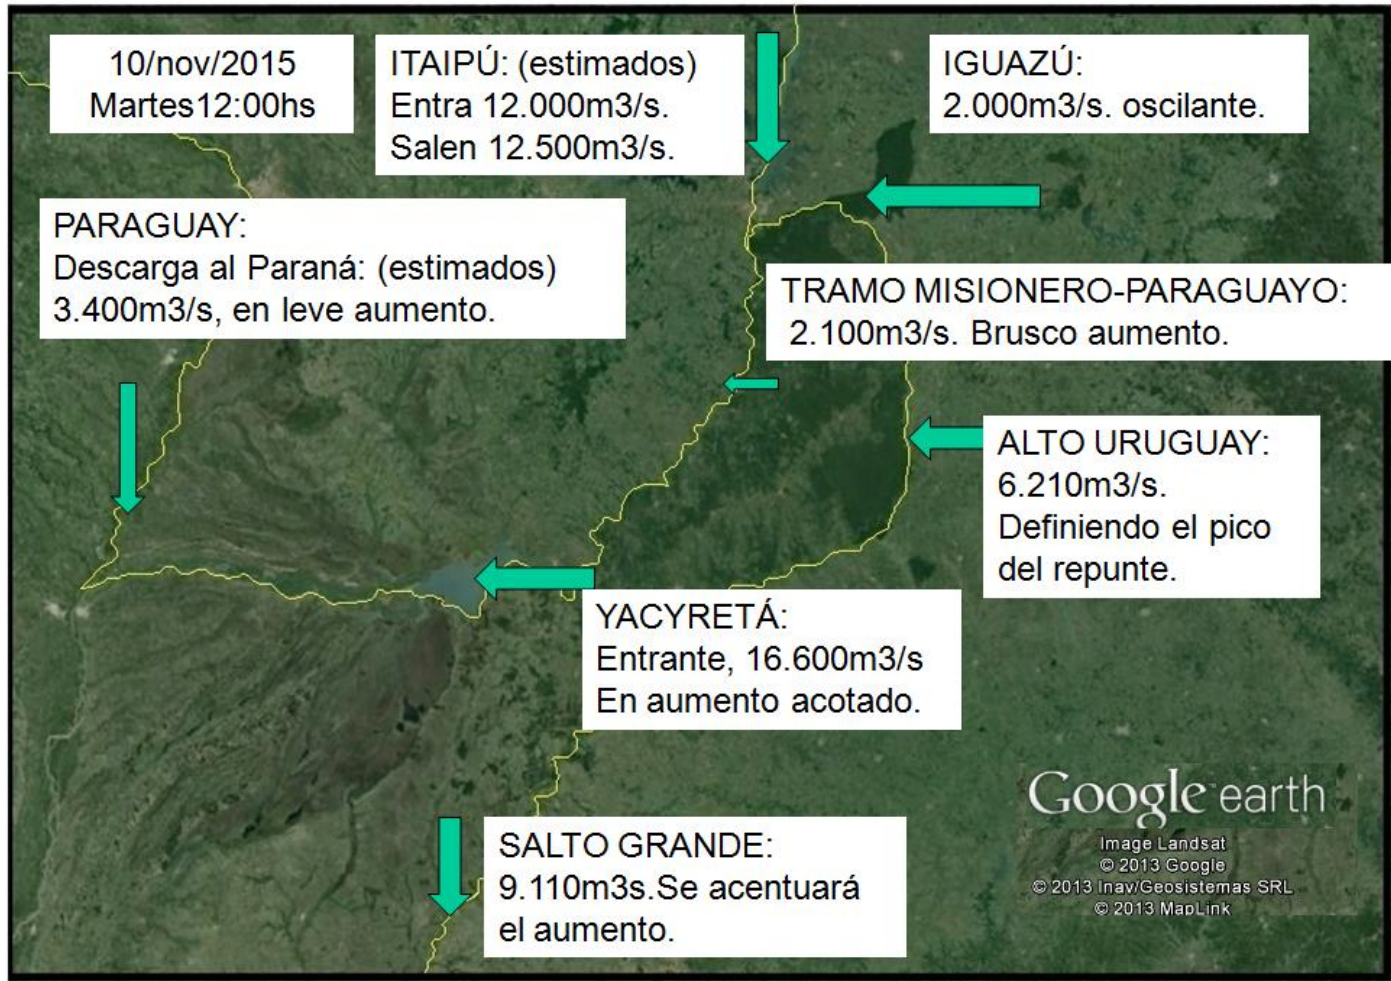 10/nov/2015
Martes12:00hs
ITAIPÚ: (estimados)
Entra 12.000m3/s.
Salen 12.500m3/s.
IGUAZÚ:
2.000m3/s. oscilante.
PARAGUAY:
Descarga al Paraná: (estimados)
3.400m3/s, en leve aumento.
TRAMO MISIONERO-PARAGUAYO:
2.100m3/s. Brusco aumento.
ALTO URUGUAY:
6.210m3/s.
Definiendo el pico
del repunte.
YACYRETÁ:
Entrante, 16.600m3/s
En aumento acotado.
SALTO GRANDE:
9.110m3s.Se acentuará
el aumento.
Google earth
Image Landsat
© 2013 Google
© 2013 Inav/Geosistemas SRL
© 2013 MapLink